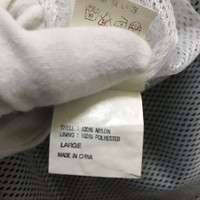 SHELL : 100% NYLON
LINING : 100% POLYESTER
LARGE
MADE IN CHINA